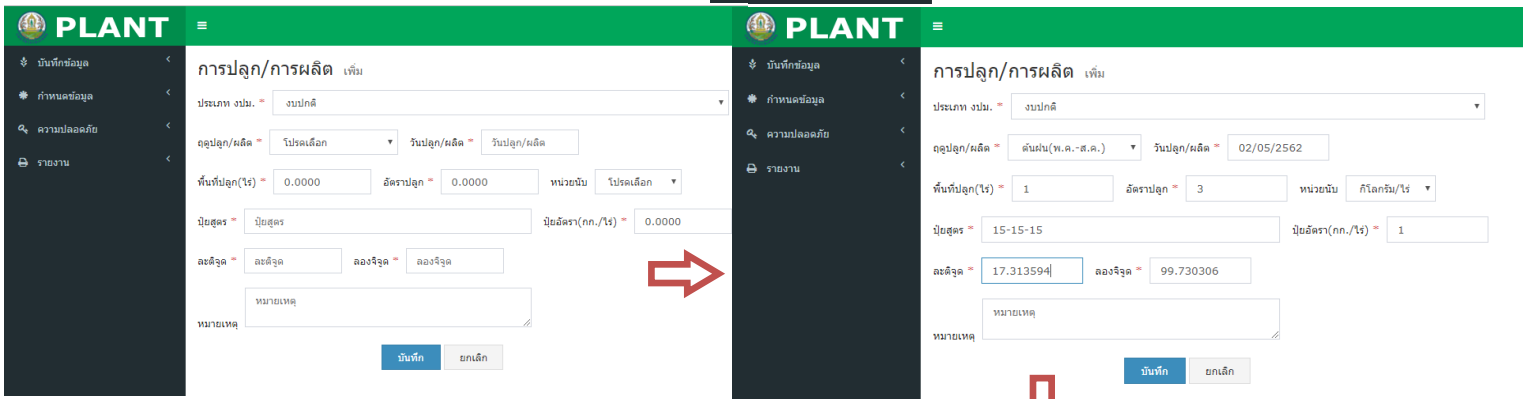 PLANT
บันทึกข้อมูล
กำหนดข้อมูล
ความปลอดภัย
รายงาน
การปลูก/การผลิต เพิ่ม
ประเภท งปม. * งบปกติ
ฤดูปลูก/ผลิต * โปรดเลือก วันปลูก/ผลิต * วันปลูก/ผลิต
พื้นที่ปลูก(ไร่) * 0.0000 อัตราปลูก * 0.0000 หน่วยนับ โปรดเลือก
ปุ๋ยสูตร * ปุ๋ยสูตร ปุ๋ยอัตรา(กก./ไร่) * 0.0000
ละติจูด * ละติจูด ลองจิจูด * ลองจิจูด
หมายเหตุ หมายเหตุ
บันทึก ยกเลิก
PLANT
บันทึกข้อมูล
กำหนดข้อมูล
ความปลอดภัย
รายงาน
การปลูก/การผลิต เพิ่ม
ประเภท งปม. * งบปกติ
ฤดูปลูก/ผลิต * ต้นฝน(พ.ค.-ส.ค.) วันปลูก/ผลิต * 02/05/2562
พื้นที่ปลูก(ไร่) * 1 อัตราปลูก * 3 หน่วยนับ กิโลกรัม/ไร่
ปุ๋ยสูตร * 15-15-15 ปุ๋ยอัตรา(กก./ไร่) * 1
ละติจูด * 17.313594 ลองจิจูด * 99.730306
หมายเหตุ หมายเหตุ
บันทึก ยกเลิก